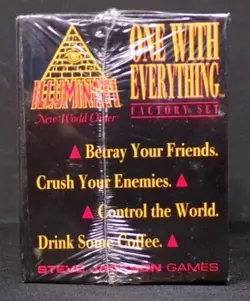 ILLUMINATI
New World Order
ONE WITH
EVERYTHING
FACTORY SET
▲ Betray Your Friends.
Crush Your Enemies. ▲
▲ Control the World.
Drink Some Coffee. ▲
STEVE JACKSON GAMES